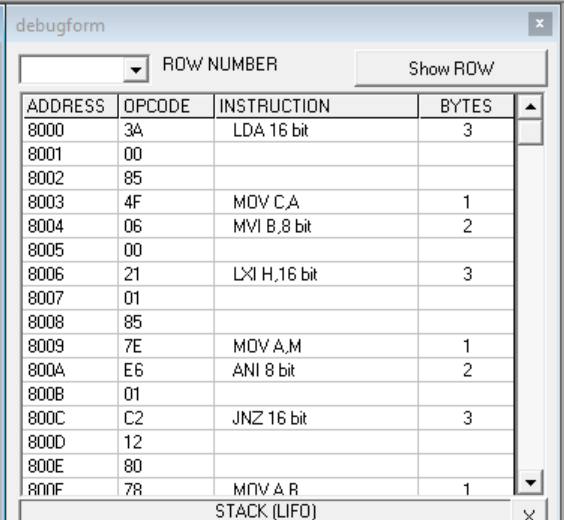 debugform x
ROW NUMBER Show ROW
ADDRESS OPCODE INSTRUCTION BYTES
8000 3A LDA 16 bit 3
8001 00
8002 85
8003 4F MOV C,A 1
8004 06 MVI B,8 bit 2
8005 00
8006 21 LXI H,16 bit 3
8007 01
8008 85
8009 7E MOV A,M 1
800A E6 ANI 8 bit 2
800B 01
800C C2 JNZ 16 bit 3
800D 12
800E 80
800F 78 MOV A,B 1
STACK (LIFO) X